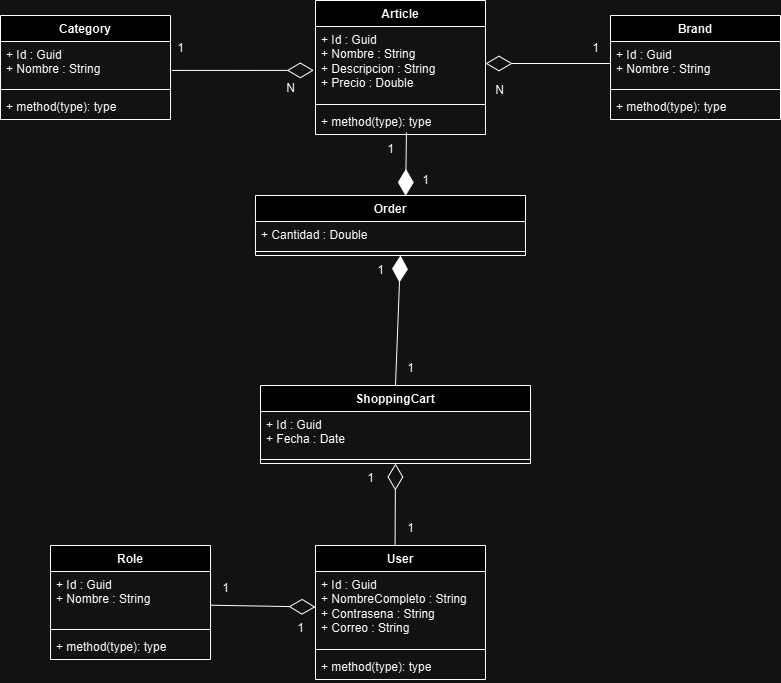 Category
+ Id : Guid
+ Nombre : String
+ method(type): type
1
N
Article
+ Id : Guid
+ Nombre : String
+ Descripcion : String
+ Precio : Double
+ method(type): type
1
N
Brand
+ Id : Guid
+ Nombre : String
+ method(type): type
1
1
Order
+ Cantidad : Double
1
1
ShoppingCart
+ Id : Guid
+ Fecha : Date
1
1
Role
+ Id : Guid
+ Nombre : String
+ method(type): type
1
1
User
+ Id : Guid
+ NombreCompleto : String
+ Contrasena : String
+ Correo : String
+ method(type): type